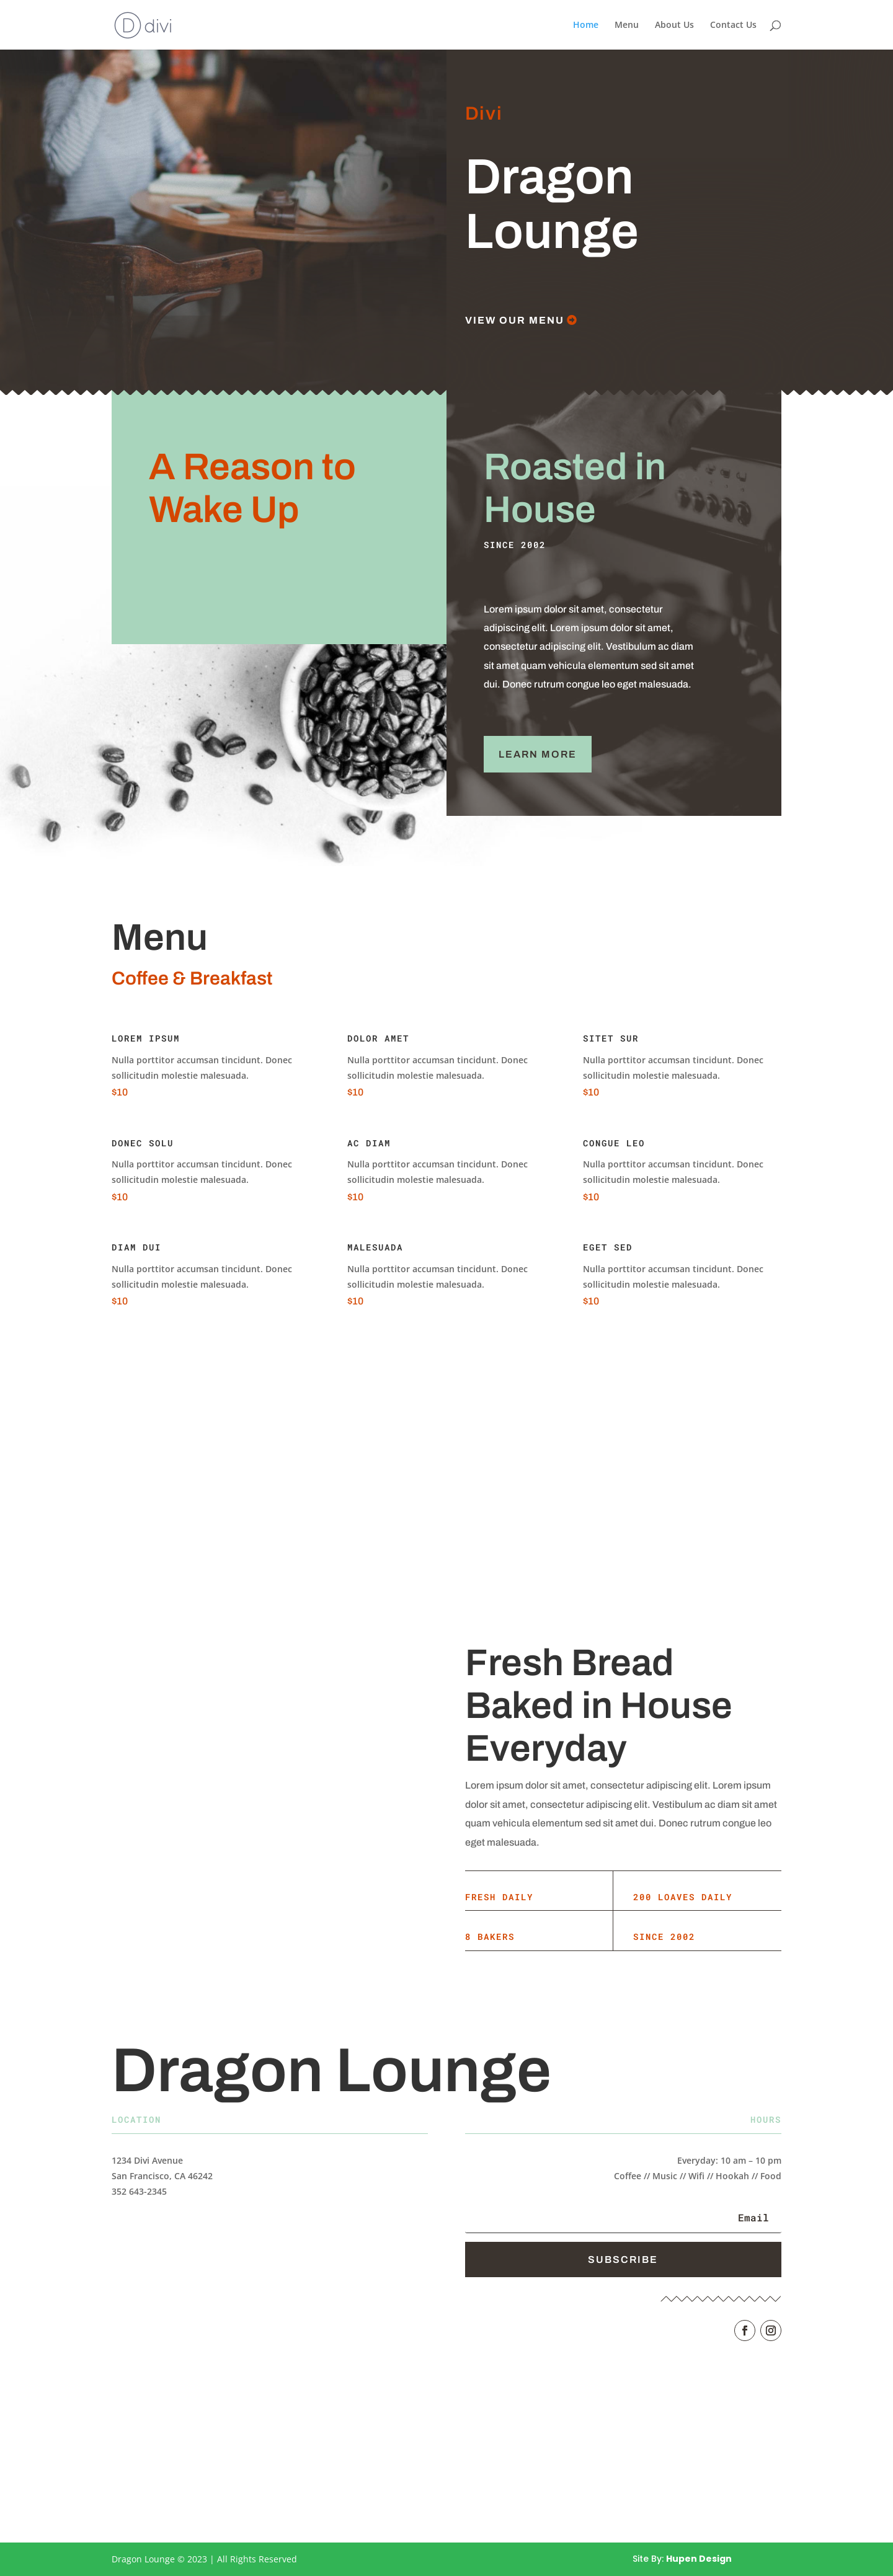 D divi
Home Menu About Us Contact Us
Divi
Dragon
Lounge
VIEW OUR MENU
A Reason to
Wake Up
Roasted in
House
SINCE 2002
Lorem ipsum dolor sit amet, consectetur
adipiscing elit. Lorem ipsum dolor sit amet,
consectetur adipiscing elit. Vestibulum ac diam
sit amet quam vehicula elementum sed sit amet
dui. Donec rutrum congue leo eget malesuada.
LEARN MORE
Menu
Coffee & Breakfast
LOREM IPSUM
Nulla porttitor accumsan tincidunt. Donec
sollicitudin molestie malesuada.
$10
DOLOR AMET
Nulla porttitor accumsan tincidunt. Donec
sollicitudin molestie malesuada.
$10
SITET SUR
Nulla porttitor accumsan tincidunt. Donec
sollicitudin molestie malesuada.
$10
DONEC SOLU
Nulla porttitor accumsan tincidunt. Donec
sollicitudin molestie malesuada.
$10
AC DIAM
Nulla porttitor accumsan tincidunt. Donec
sollicitudin molestie malesuada.
$10
CONGUE LEO
Nulla porttitor accumsan tincidunt. Donec
sollicitudin molestie malesuada.
$10
DIAM DUI
Nulla porttitor accumsan tincidunt. Donec
sollicitudin molestie malesuada.
$10
MALESUADA
Nulla porttitor accumsan tincidunt. Donec
sollicitudin molestie malesuada.
$10
EGET SED
Nulla porttitor accumsan tincidunt. Donec
sollicitudin molestie malesuada.
$10
Fresh Bread
Baked in House
Everyday
Lorem ipsum dolor sit amet, consectetur adipiscing elit. Lorem ipsum
dolor sit amet, consectetur adipiscing elit. Vestibulum ac diam sit amet
quam vehicula elementum sed sit amet dui. Donec rutrum congue leo
eget malesuada.
FRESH DAILY
200 LOAVES DAILY
8 BAKERS
SINCE 2002
Dragon Lounge
LOCATION
1234 Divi Avenue
San Francisco, CA 46242
352 643-2345
HOURS
Everyday: 10 am – 10 pm
Coffee // Music // Wifi // Hookah // Food
Email
SUBSCRIBE
Dragon Lounge © 2023 | All Rights Reserved
Site By: Hupen Design